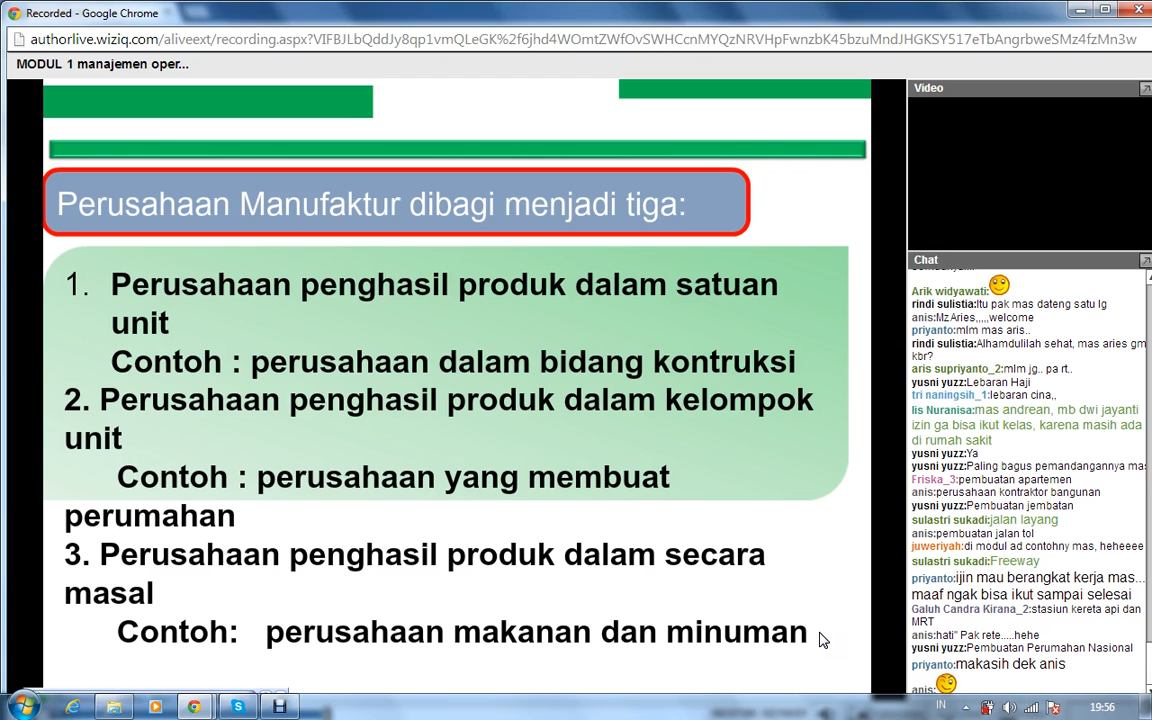 Recorded - Google Chrome
authorlive.wiziq.com/aliveext/recording.aspx?VIFBJLbQddJy8qp1vmQLeGK%2f6jhd4WOmtZWfOvSWHCcnMYQzNRVHpFwnzbK45bzuMndJHGKSY517eTbAngrbweSMz4fzMn3w
MODUL 1 manajemen oper...
Perusahaan Manufaktur dibagi menjadi tiga:
1. Perusahaan penghasil produk dalam satuan
unit
Contoh : perusahaan dalam bidang kontruksi
2. Perusahaan penghasil produk dalam kelompok
unit
Contoh : perusahaan yang membuat
perumahan
3. Perusahaan penghasil produk dalam secara
masal
Contoh: perusahaan makanan dan minuman
Video
Chat
Arik widyawati:
rindi sulistia:Itu pak mas dateng satu lg
anis:Mz Aries,,,,,welcome
priyanto:mlm mas aris..
rindi sulistia:Alhamdulilah sehat, mas aries gm
kbr?
aris supriyanto_2:mlm jg.. pa rt..
yusni yuzz:Lebaran Haji
tri naningsih_1:lebaran cina,,
Iis Nuranisa:mas andrean, mb dwi jayanti
izin ga bisa ikut kelas, karena masih ada
di rumah sakit
yusni yuzz:Ya
yusni yuzz:Paling bagus pemandangannya mas
Friska_3:pembuatan apartemen
anis:perusahaan kontraktor bangunan
yusni yuzz:Pembuatan jembatan
sulastri sukadi:jalan layang
anis:pembuatan jalan tol
juweriyah:di modul ad contohny mas, heheeee
sulastri sukadi:Freeway
priyanto:ijin mau berangkat kerja mas...
maaf ngak bisa ikut sampai selesai
Galuh Candra Kirana_2:stasiun kereta api dan
MRT
anis:hati" Pak rete.....hehe
yusni yuzz:Pembuatan Perumahan Nasional
priyanto:makasih dek anis
anis:
IN
19:56